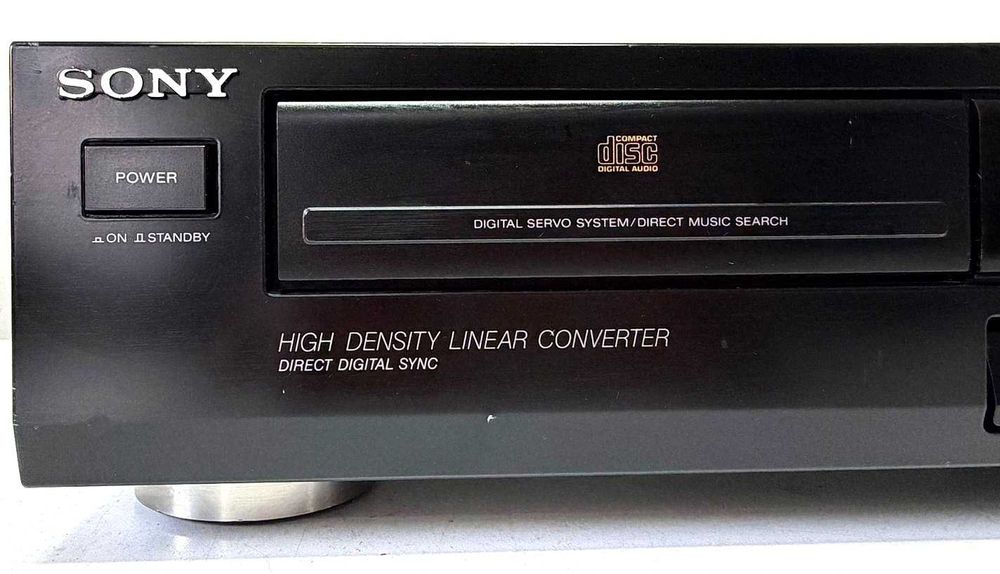 SONY
POWER
ON STANDBY
COMPACT
disc
DIGITAL AUDIO
DIGITAL SERVO SYSTEM/DIRECT MUSIC SEARCH
HIGH DENSITY LINEAR CONVERTER
DIRECT DIGITAL SYNC